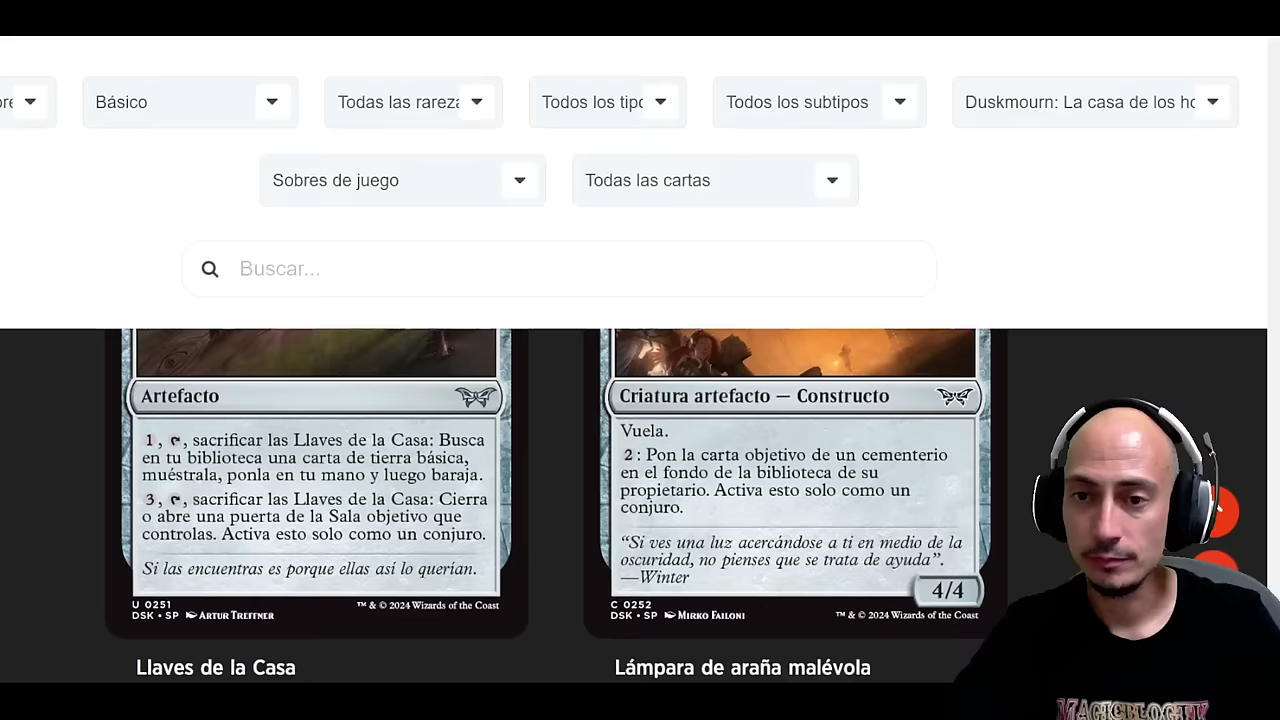 Básico
Todas las rareza
Todos los tipo
Todos los subtipos
Duskmourn: La casa de los ho
Sobres de juego
Todas las cartas
Buscar...
Artefacto
1, , sacrificar las Llaves de la Casa: Busca
en tu biblioteca una carta de tierra básica,
muéstrala, ponla en tu mano y luego baraja.
3, , sacrificar las Llaves de la Casa: Cierra
o abre una puerta de la Sala objetivo que
controlas. Activa esto solo como un conjuro.
Si las encuentras es porque ellas así lo querían.
U 0251
DSK • SP Artur Treffner
™ & © 2024 Wizards of the Coast
Llaves de la Casa
Criatura artefacto — Constructo
Vuela.
2: Pon la carta objetivo de un cementerio
en el fondo de la biblioteca de su
propietario. Activa esto solo como un
conjuro.
“Si ves una luz acercándose a ti en medio de la
oscuridad, no pienses que se trata de ayuda”.
—Winter
4/4
C 0252
DSK • SP Mirko Failoni
™ & © 2024 Wizards of the Coast
Lámpara de araña malévola
MAGICBLOGTV